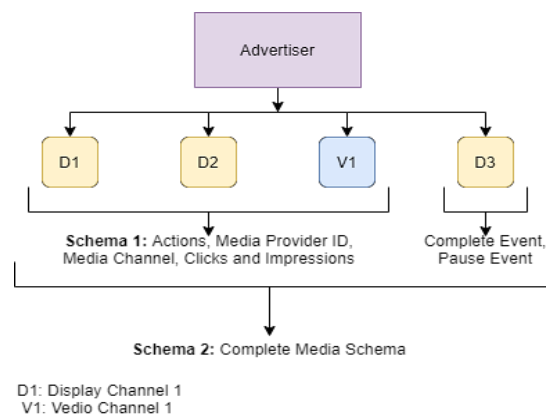 Advertiser
D1
D2
V1
D3
Schema 1: Actions, Media Provider ID,
Media Channel, Clicks and Impressions
Complete Event,
Pause Event
Schema 2: Complete Media Schema
D1: Display Channel 1
V1: Vedio Channel 1